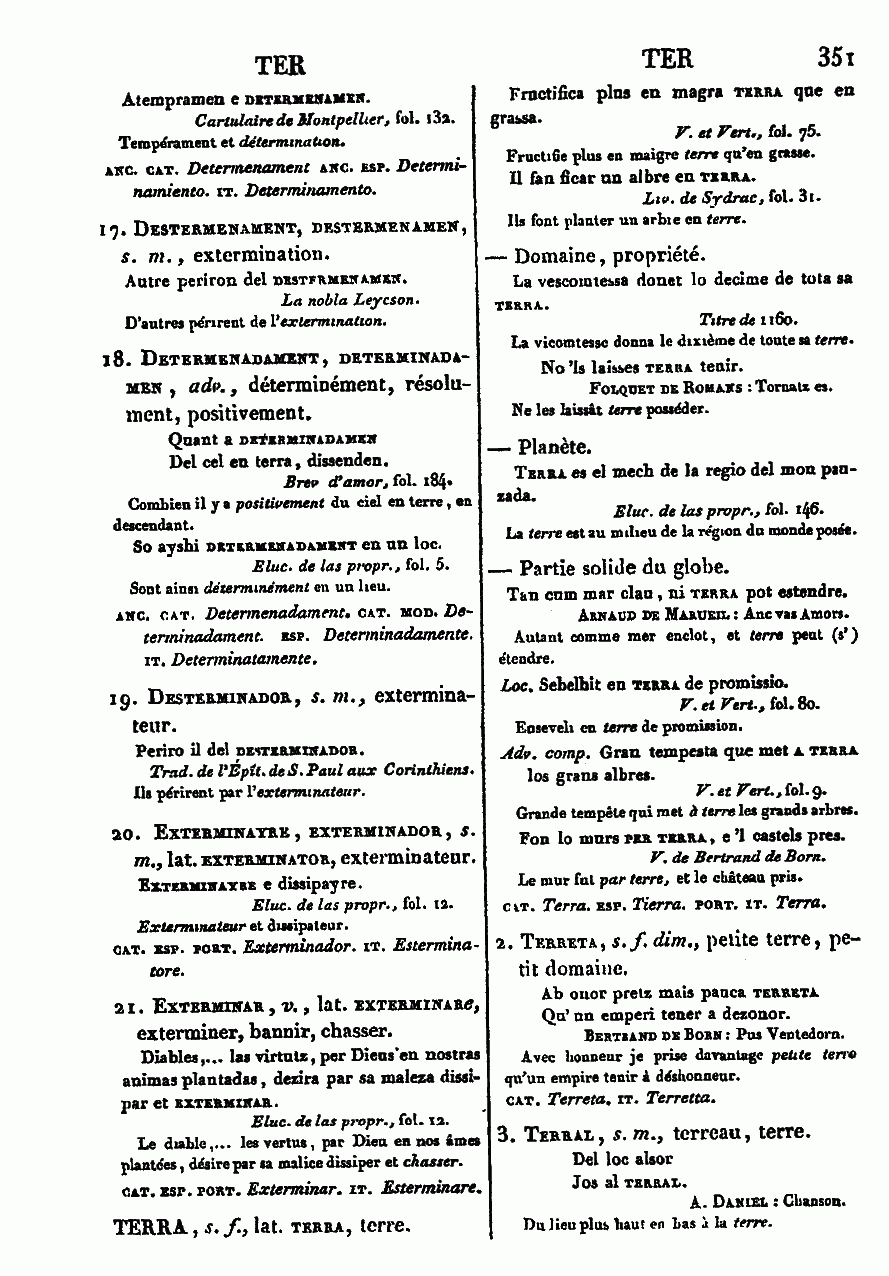 TER
Atempramen e DETERMENAMEN.
Cartulaire de Montpellier, fol. 132.
Tempérament et détermination.
ANC. CAT. Determenament ANC. ESP. Determi-
namiento. IT. Determinamento.
17. DESTERMENAMENT, DESTERMENAMEN,
s. m., extermination.
Autre periron del DESTERMENAMEN.
La nobla Leyczon.
D'autres périrent de l'extermination.
18. DETERMENADAMENT, DETERMINADA-
MEN, adv., déterminément, résolu-
ment, positivement.
Quant a DETERMINADAMEN
Del cel en terra, dissenden.
Brev d'amor, fol. 184.
Combien il y a positivement du ciel en terre, en
descendant.
So ayshi DETERMENADAMENT en un loc.
Eluc. de las propr., fol. 5.
Sont ainsi déterminément en un lieu.
ANC. CAT. Determenadament. CAT. MOD. De-
terminadament. ESP. Determinadamente.
IT. Determinatamente.
19. DESTERMINADOR, s. m., extermina-
teur.
Periro il del DESTERMINADOR.
Trad. de l'Épît. de S. Paul aux Corinthiens.
Ils périrent par l'exterminateur.
20. EXTERMINAYRE, EXTERMINADOR, s.
m., lat. EXTERMINATOR, exterminateur.
EXTERMINAYRE e dissipayre.
Eluc. de las propr., fol. 12.
Exterminateur et dissipateur.
CAT. ESP. PORT. Exterminador. IT. Estermina-
tore.
21. EXTERMINAR, v., lat. EXTERMINARe,
exterminer, bannir, chasser.
Diables,... las virtutz, per Dieus en nostras
animas plantadas, dezira par sa maleza dissi-
par et EXTERMINAR.
Eluc. de las propr., fol. 12.
Le diable,... les vertus, par Dieu en nos âmes
plantées, désire par sa malice dissiper et chasser.
CAT. ESP. PORT. Exterminar. IT. Esterminare.
TERRA, s. f., lat. TERRA, terre.
TER 351
Fructifica plus en magra TERRA que en
grassa.
V. et Vert., fol. 75.
Fructifie plus en maigre terre qu'en grasse.
Il fan ficar un albre en TERRA.
Liv. de Sydrac, fol. 31.
Ils font planter un arbre en terre.
— Domaine, propriété.
La vescomtessa donet lo decime de tota sa
TERRA.
Titre de 1160.
La vicomtesse donna le dixième de toute sa terre.
No 'ls laisses TERRA tenir.
FOLQUET DE ROMANS : Tornatz es.
Ne les laissât terre posséder.
— Planète.
TERRA es el mech de la regio del mon pau-
zada.
Eluc. de las propr., fol. 146.
La terre est au milieu de la région du monde posée.
— Partie solide du globe.
Tan cum mar clau, ni TERRA pot estendre.
ARNAUD DE MARUEIL : Anc vas Amors.
Autant comme mer enclot, et terre peut (s')
étendre.
Loc. Sebelhit en TERRA de promissio.
V. et Vert., fol. 80.
Enseveli en terre de promission.
Adv. comp. Gran tempesta que met A TERRA
los grans albres.
V. et Vert., fol. 9.
Grande tempête qui met à terre les grands arbres.
Fon lo murs PER TERRA, e 'l castels pres.
V. de Bertrand de Born.
Le mur fut par terre, et le château pris.
CAT. Terra. ESP. Tierra. PORT. IT. Terra.
2. TERRETA, s. f. dim., petite terre, pe-
tit domaine.
Ab onor pretz mais pauca TERRETA
Qu' un emperi tener a dezonor.
BERTRAND DE BORN : Pus Ventedorn.
Avec honneur je prise davantage petite terre
qu'un empire tenir à déshonneur.
CAT. Terreta. IT. Terretta.
3. TERRAL, s. m., terreau, terre.
Del loc alsor
Jos al TERRAL.
A. DANIEL : Chanson.
Du lieu plus haut en bas à la terre.